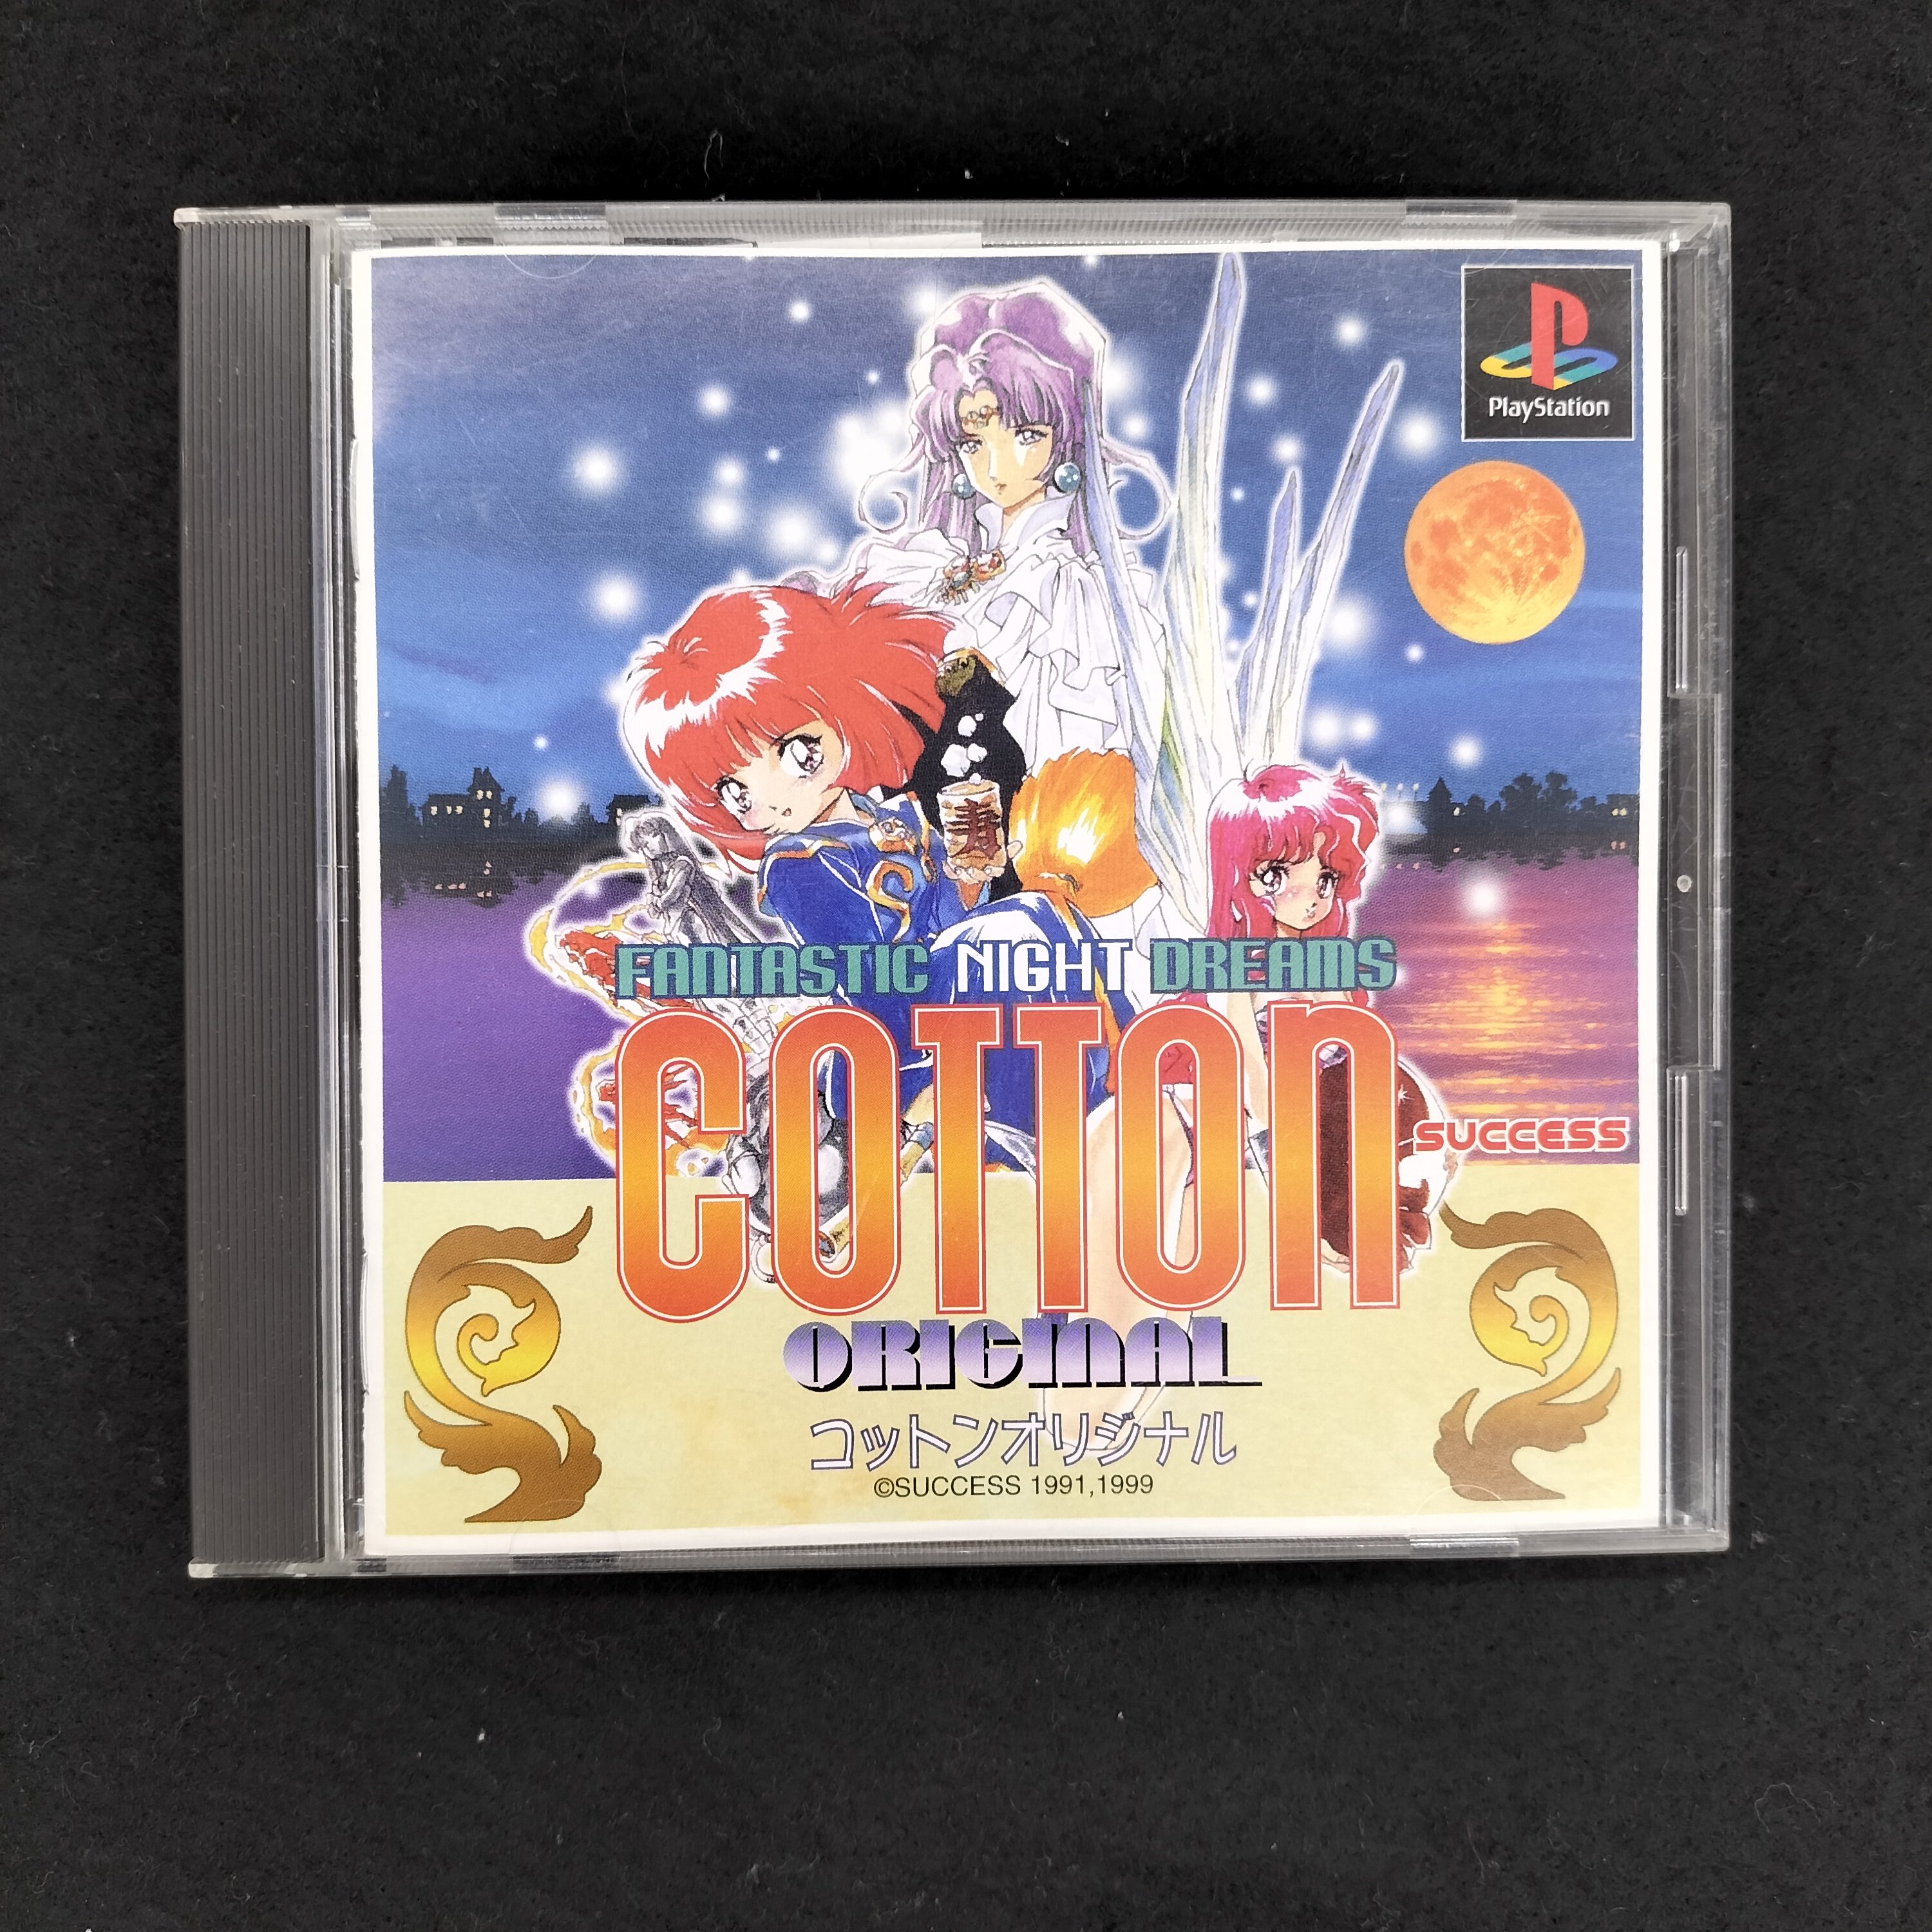 PlayStation
FANTASTIC NIGHT DREAMS
COTTON
SUCCESS
ORIGINAL
コットンオリジナル
©SUCCESS 1991,1999